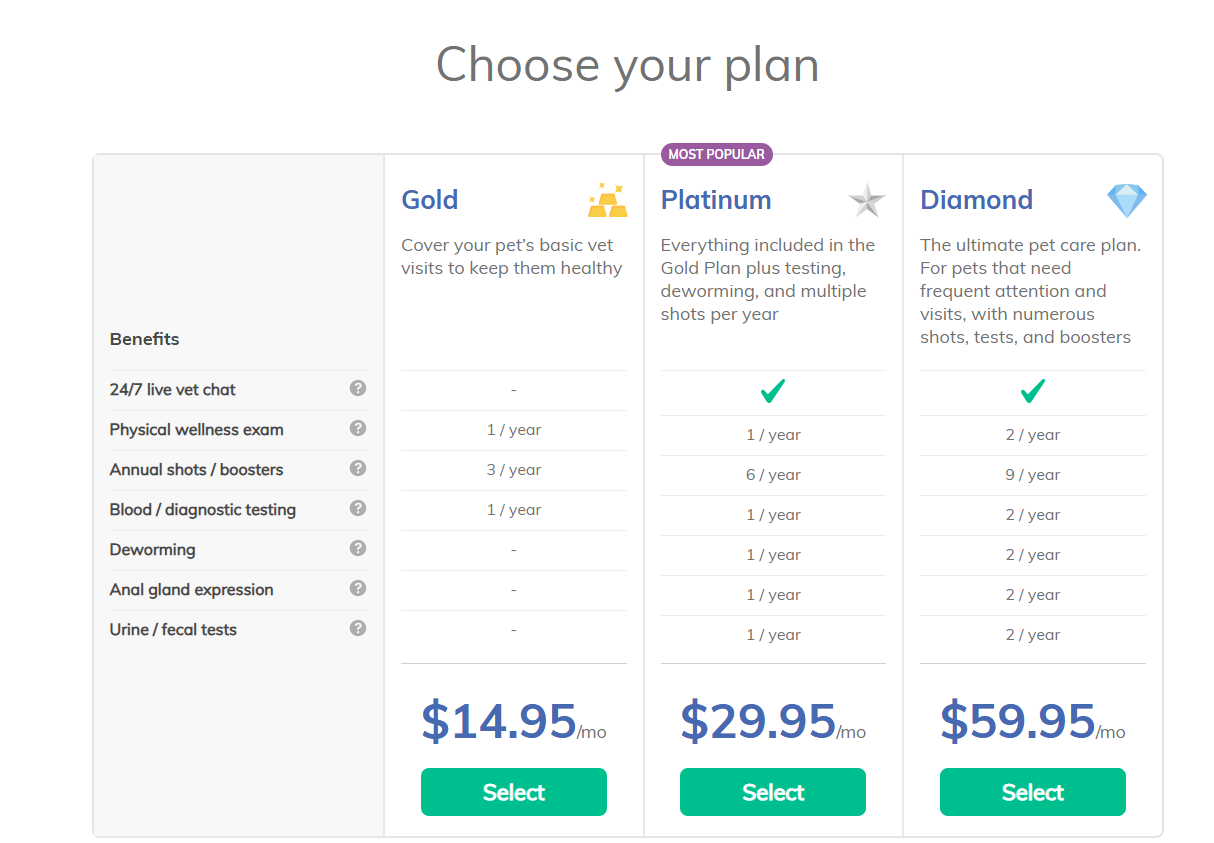 Choose your plan
MOST POPULAR
Gold
Cover your pet's basic vet
visits to keep them healthy
Platinum
Everything included in the
Gold Plan plus testing,
deworming, and multiple
shots per year
Diamond
The ultimate pet care plan.
For pets that need
frequent attention and
visits, with numerous
shots, tests, and boosters
Benefits
24/7 live vet chat ? -
Physical wellness exam ? 1 / year 1 / year 2 / year
Annual shots / boosters ? 3 / year 6 / year 9 / year
Blood / diagnostic testing ? 1 / year 1 / year 2 / year
Deworming ? - 1 / year 2 / year
Anal gland expression ? - 1 / year 2 / year
Urine / fecal tests ? - 1 / year 2 / year
$14.95/mo $29.95/mo $59.95/mo
Select Select Select